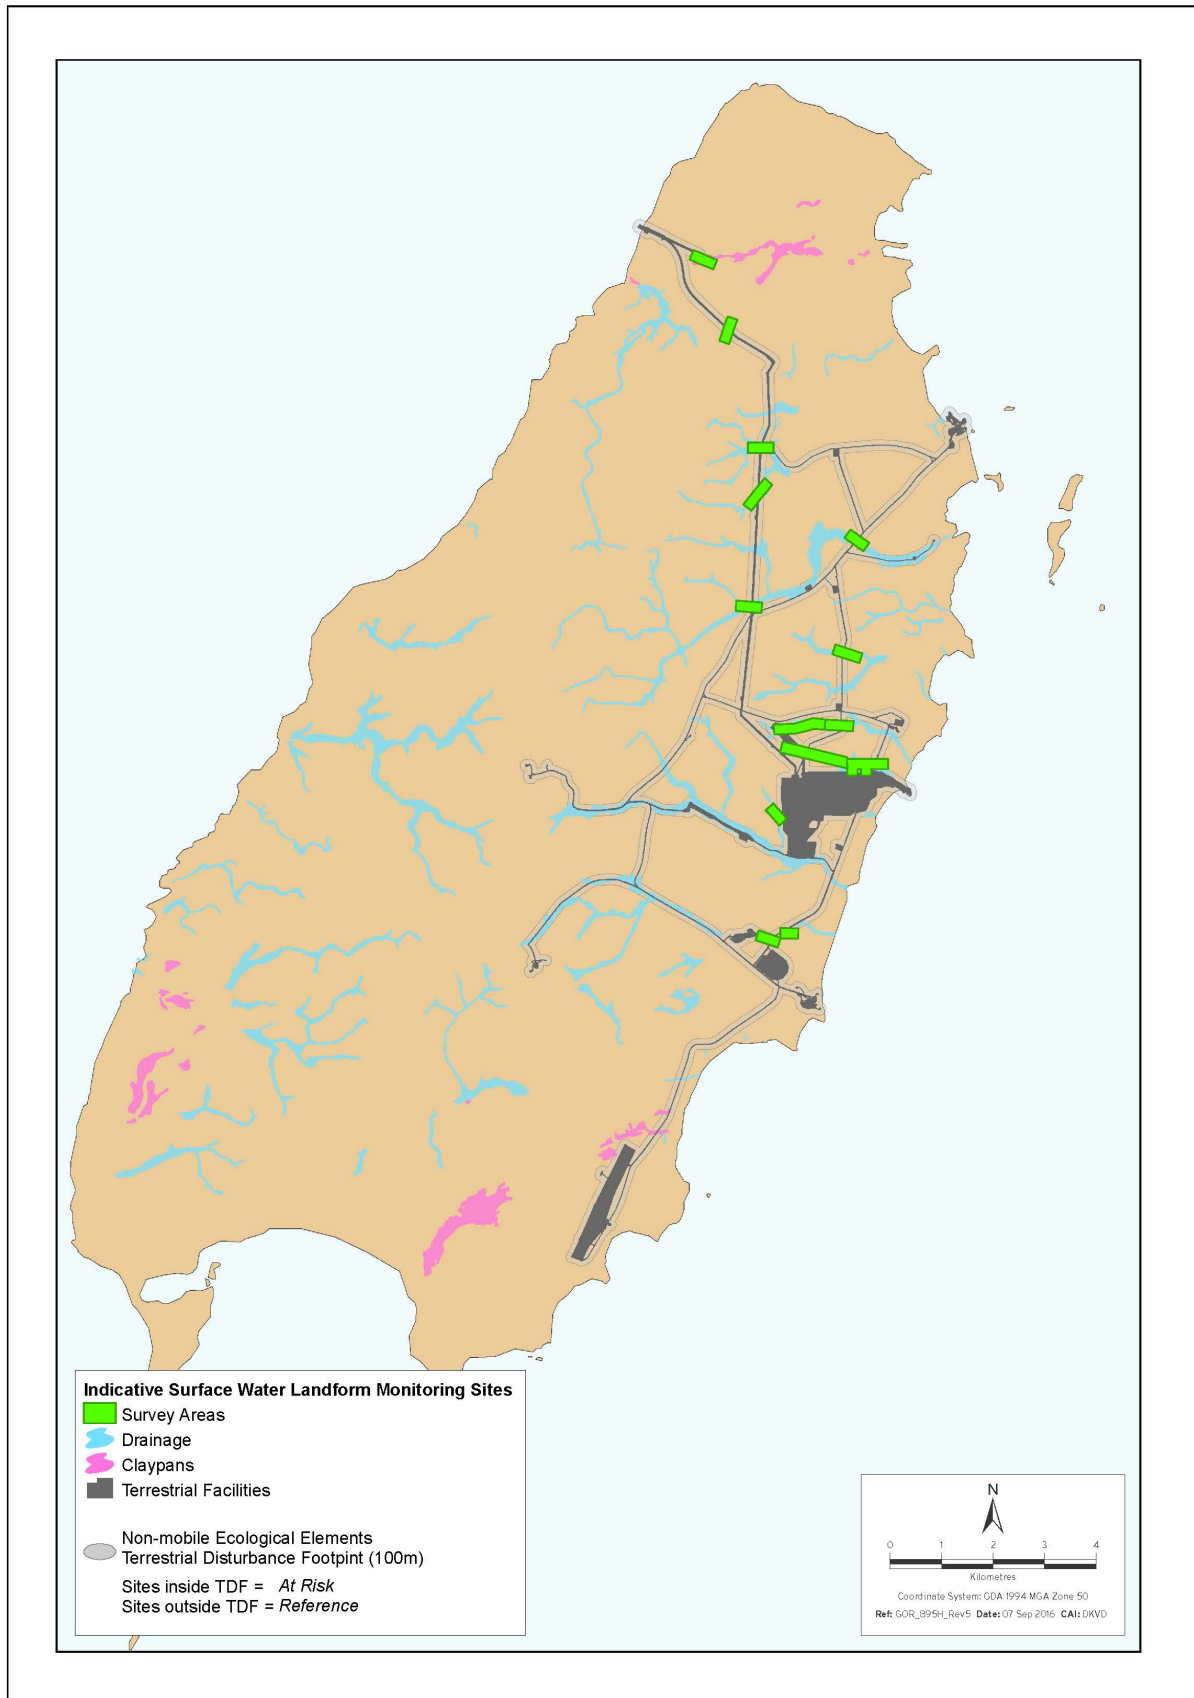 Indicative Surface Water Landform Monitoring Sites
Survey Areas
Drainage
Claypans
Terrestrial Facilities
Non-mobile Ecological Elements
Terrestrial Disturbance Footpint (100m)
Sites inside TDF = At Risk
Sites outside TDF = Reference
N
0 1 2 3 4
Kilometres
Coordinate System: GDA 1994 MGA Zone 50
Ref: GOR_895H_Rev5 Date: 07 Sep 2016 CAI: DKVD